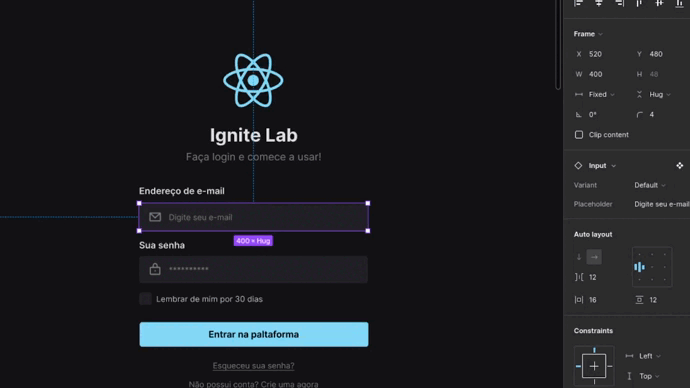 Frame
X 520 Y 480
W 400 H 48
Fixed Hug
Ignite Lab
0° 4
Clip content
Faça login e comece a usar!
Input
Endereço de e-mail
Variant Default
Placeholder Digite seu e-mail
Digite seu e-mail
Auto layout
400 × Hug
Sua senha
**********
12
16 12
Lembrar de mim por 30 dias
Entrar na paltaforma
Constraints
Left
Esqueceu sua senha?
Top
Não possui conta? Crie uma agora